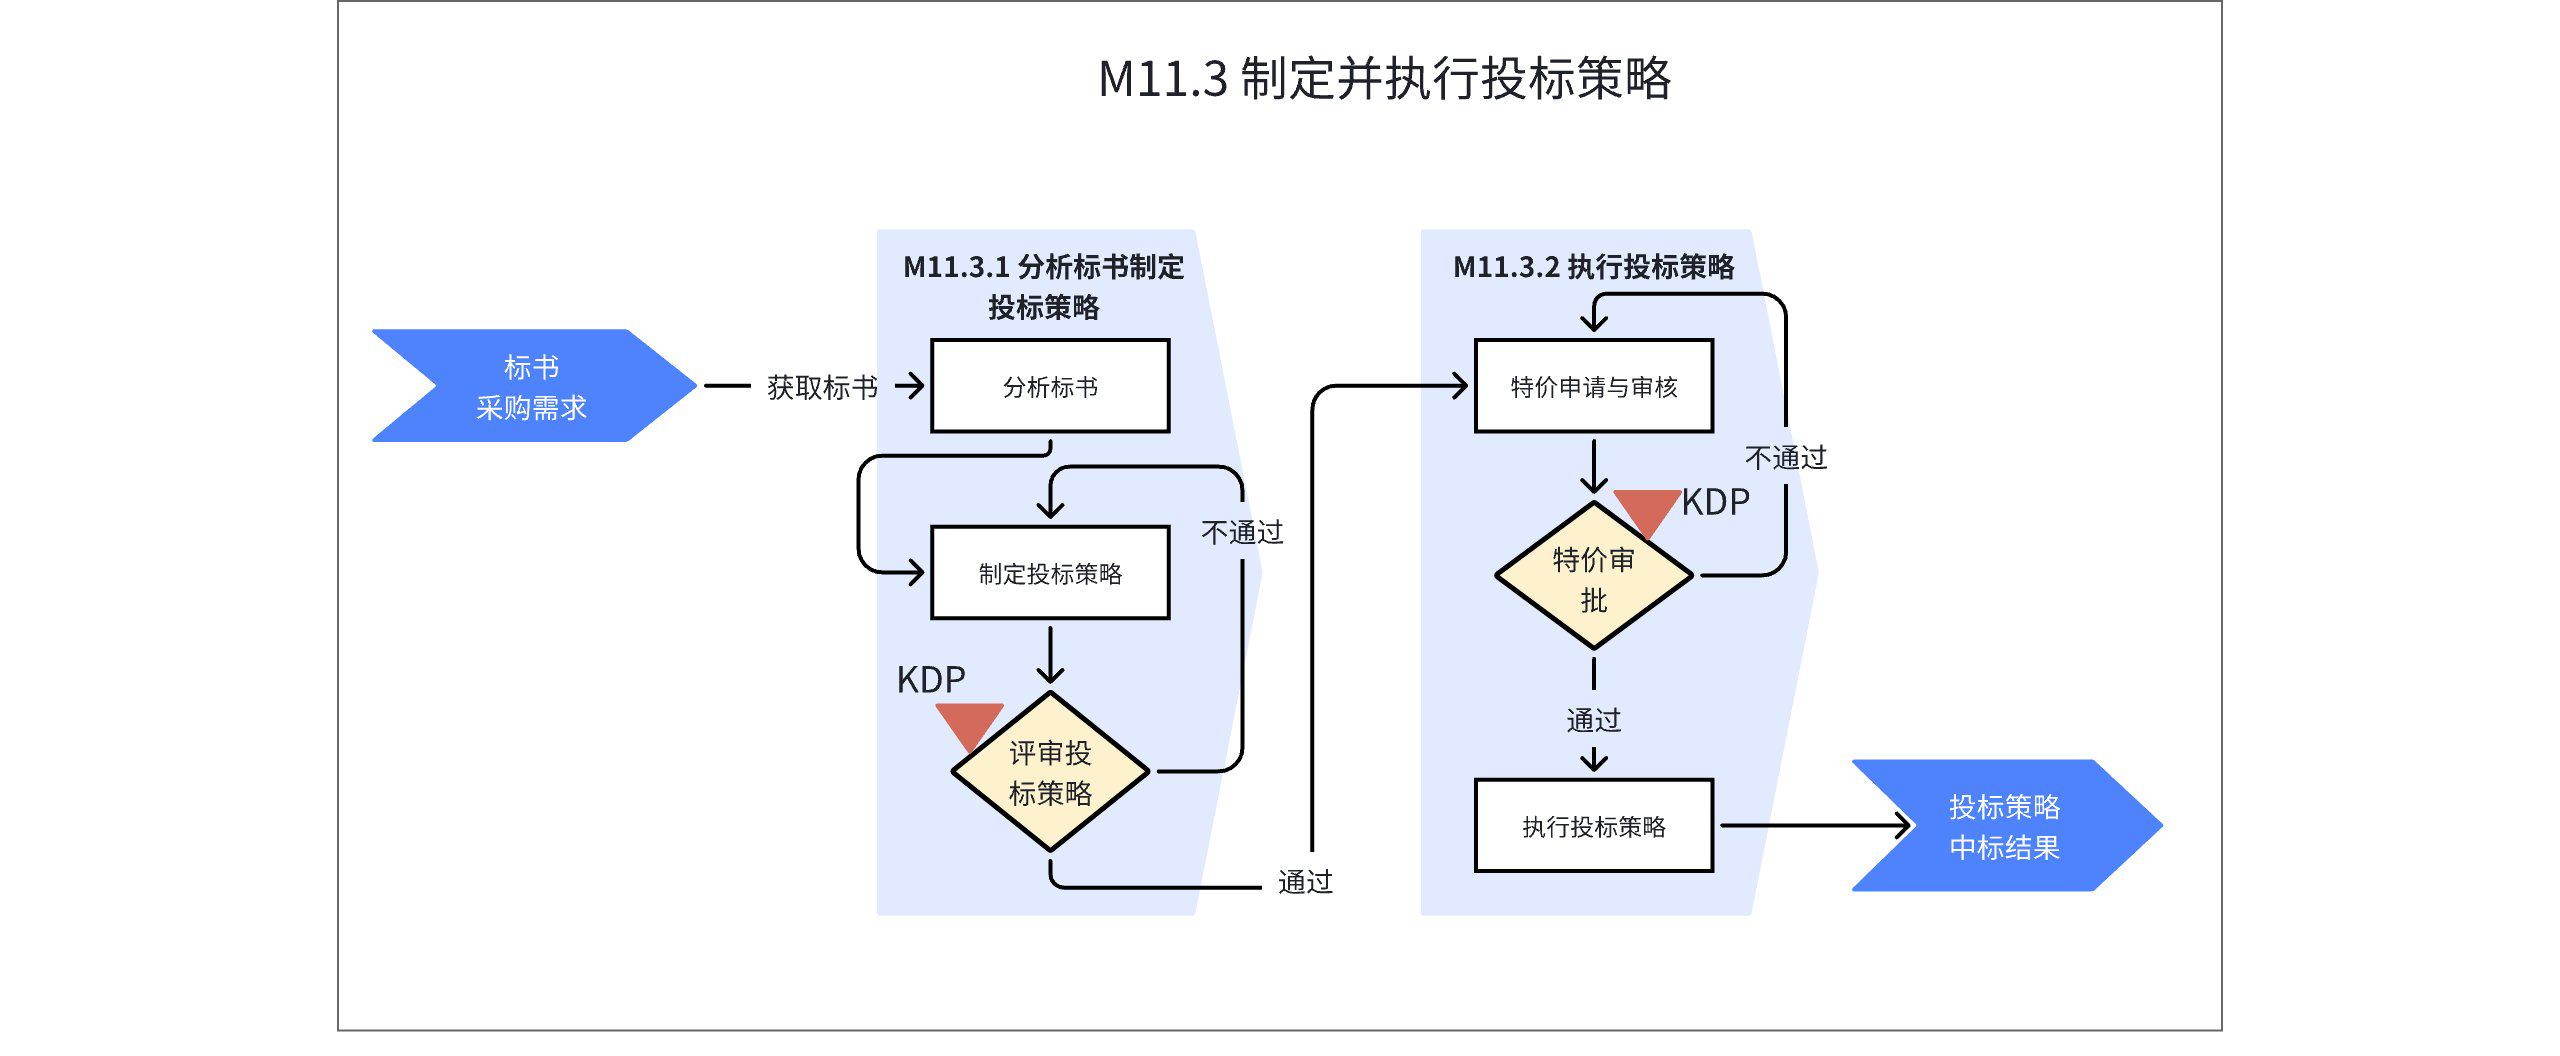 M11.3 制定并执行投标策略
标书
采购需求
获取标书
M11.3.1 分析标书制定
投标策略
分析标书
制定投标策略
不通过
KDP
评审投
标策略
通过
M11.3.2 执行投标策略
特价申请与审核
不通过
KDP
特价审
批
通过
执行投标策略
投标策略
中标结果